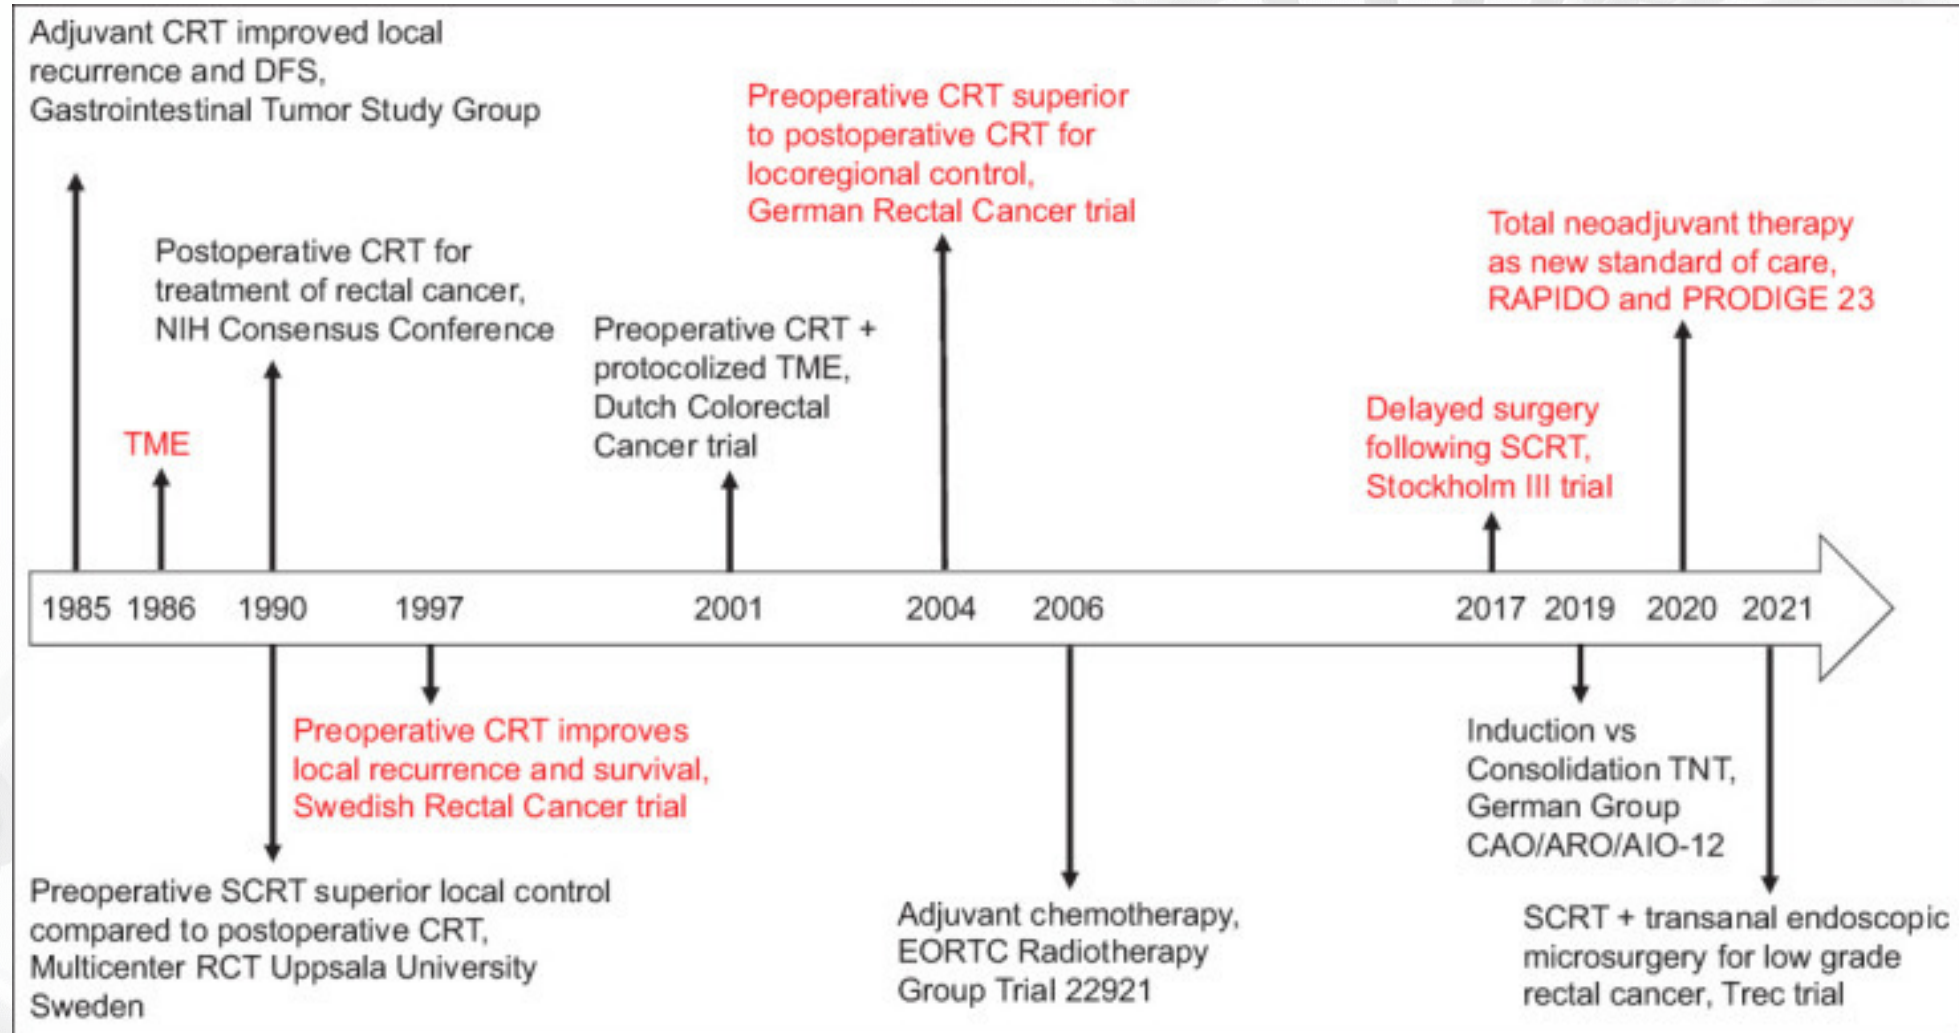 Adjuvant CRT improved local
recurrence and DFS,
Gastrointestinal Tumor Study Group
TME
Postoperative CRT for
treatment of rectal cancer,
NIH Consensus Conference
Preoperative CRT +
protocolized TME,
Dutch Colorectal
Cancer trial
Preoperative CRT superior
to postoperative CRT for
locoregional control,
German Rectal Cancer trial
Delayed surgery
following SCRT,
Stockholm III trial
Total neoadjuvant therapy
as new standard of care,
RAPIDO and PRODIGE 23
1985 1986 1990 1997 2001 2004 2006 2017 2019 2020 2021
Preoperative SCRT superior local control
compared to postoperative CRT,
Multicenter RCT Uppsala University
Sweden
Preoperative CRT improves
local recurrence and survival,
Swedish Rectal Cancer trial
Adjuvant chemotherapy,
EORTC Radiotherapy
Group Trial 22921
Induction vs
Consolidation TNT,
German Group
CAO/ARO/AIO-12
SCRT + transanal endoscopic
microsurgery for low grade
rectal cancer, Trec trial